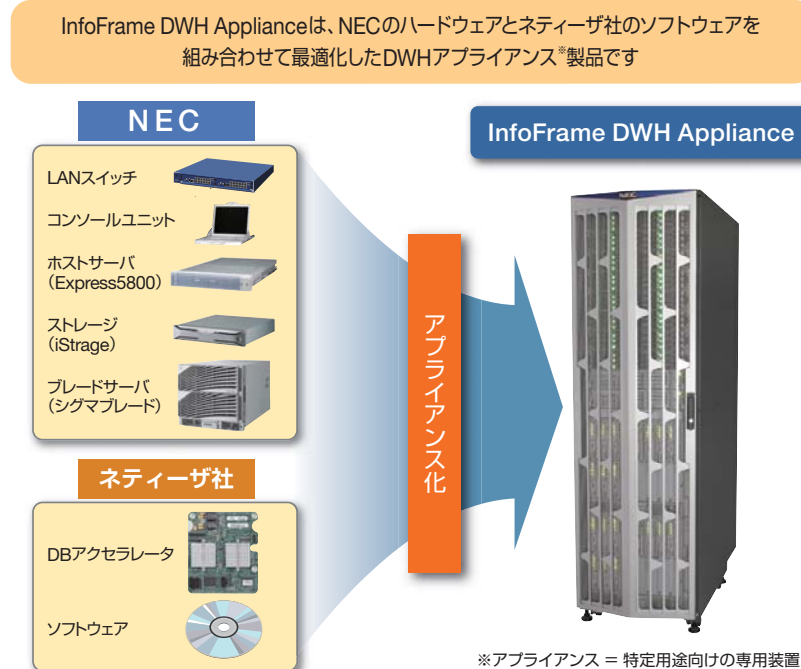 InfoFrame DWH Applianceは、NECのハードウェアとネティーザ社のソフトウェアを
組み合わせて最適化したDWHアプライアンス※製品です
NEC
LANスイッチ
コンソールユニット
ホストサーバ
（Express5800）
ストレージ
（iStrage）
ブレードサーバ
（シグマブレード）
ネティーザ社
DBアクセラレータ
ソフトウェア
アプライアンス化
InfoFrame DWH Appliance
NEC
※アプライアンス = 特定用途向けの専用装置